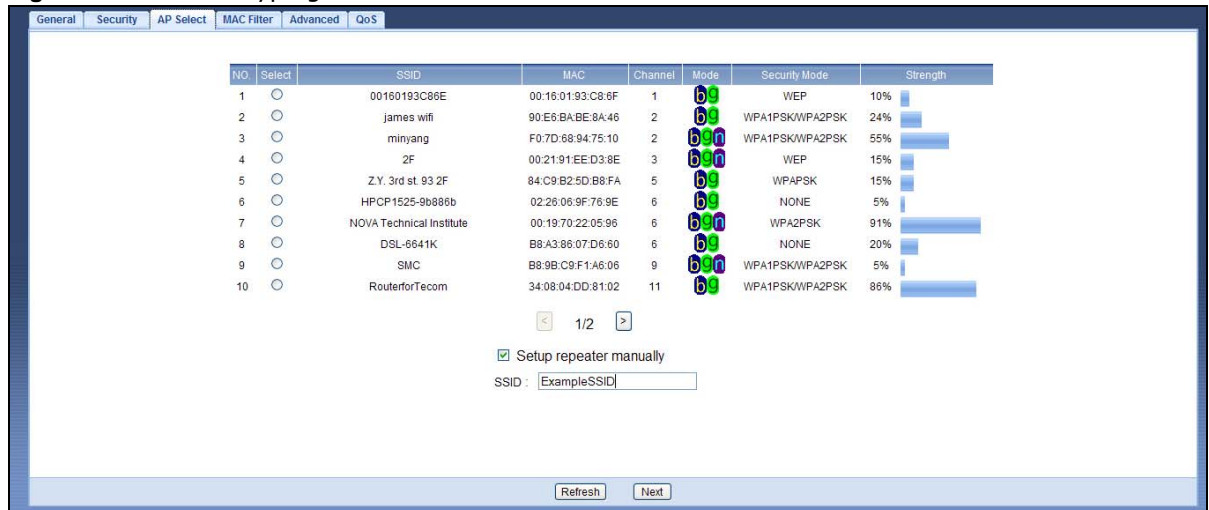 General Security AP Select MAC Filter Advanced QoS
NO. Select SSID MAC Channel Mode Security Mode Strength
1 00160193C86E 00:16:01:93:C8:6F 1 bg WEP 10%
2 james wifi 90:E6:BA:BE:8A:46 2 bg WPA1PSK/WPA2PSK 24%
3 minyang F0:7D:68:94:75:10 2 bgn WPA1PSK/WPA2PSK 55%
4 2F 00:21:91:EE:D3:8E 3 bgn WEP 15%
5 Z.Y. 3rd st. 93 2F 84:C9:B2:5D:B8:FA 5 bg WPAPSK 15%
6 HPCP1525-9b886b 02:26:06:9F:76:9E 6 bg NONE 5%
7 NOVA Technical Institute 00:19:70:22:05:96 6 bgn WPA2PSK 91%
8 DSL-6641K B8:A3:86:07:D6:60 6 bg NONE 20%
9 SMC B8:9B:C9:F1:A6:06 9 bgn WPA1PSK/WPA2PSK 5%
10 RouterforTecom 34:08:04:DD:81:02 11 bg WPA1PSK/WPA2PSK 86%
< 1/2 >
Setup repeater manually
SSID : ExampleSSID
Refresh Next